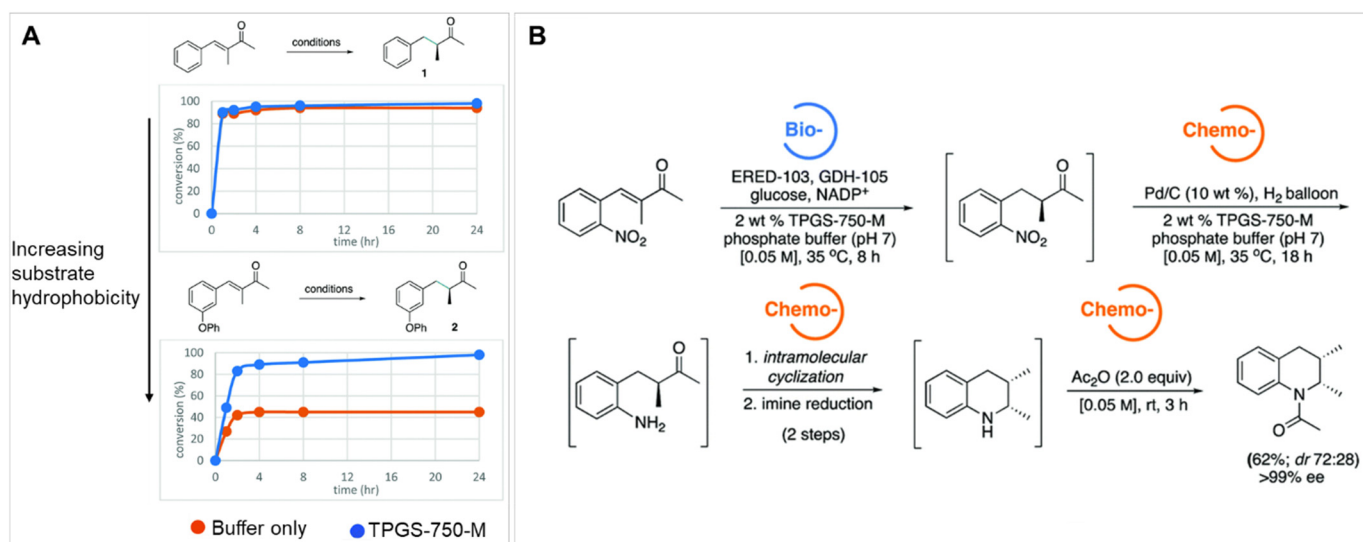 A
O
conditions
O
1
conversion (%)
100
80
60
40
20
0
0 4 8 12 16 20 24
time (hr)
Increasing
substrate
hydrophobicity
O
conditions
O
OPh
OPh
2
conversion (%)
100
80
60
40
20
0
0 4 8 12 16 20 24
time (hr)
Buffer only
TPGS-750-M
B
O
NO2
Bio-
ERED-103, GDH-105
glucose, NADP+
2 wt % TPGS-750-M
phosphate buffer (pH 7)
[0.05 M], 35 ºC, 8 h
O
NO2
Chemo-
Pd/C (10 wt %), H2 balloon
2 wt % TPGS-750-M
phosphate buffer (pH 7)
[0.05 M], 35 ºC, 18 h
O
NH2
Chemo-
1. intramolecular
cyclization
2. imine reduction
(2 steps)
N
H
Chemo-
Ac2O (2.0 equiv)
[0.05 M], rt, 3 h
N
O
(62%; dr 72:28)
>99% ee